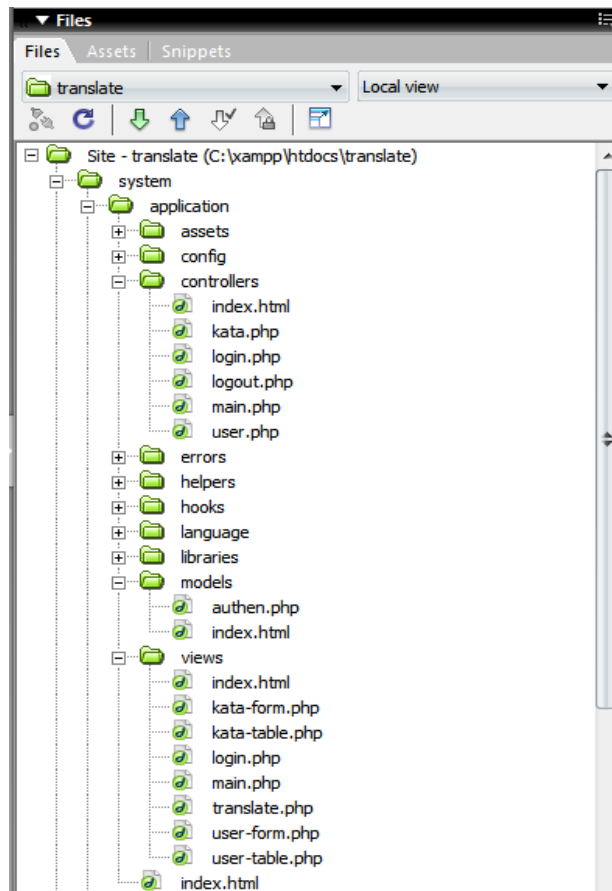 Files
Files Assets Snippets
translate Local view
Site - translate (C:\xampp\htdocs\translate)
system
application
assets
config
controllers
index.html
kata.php
login.php
logout.php
main.php
user.php
errors
helpers
hooks
language
libraries
models
authen.php
index.html
views
index.html
kata-form.php
kata-table.php
login.php
main.php
translate.php
user-form.php
user-table.php
index.html